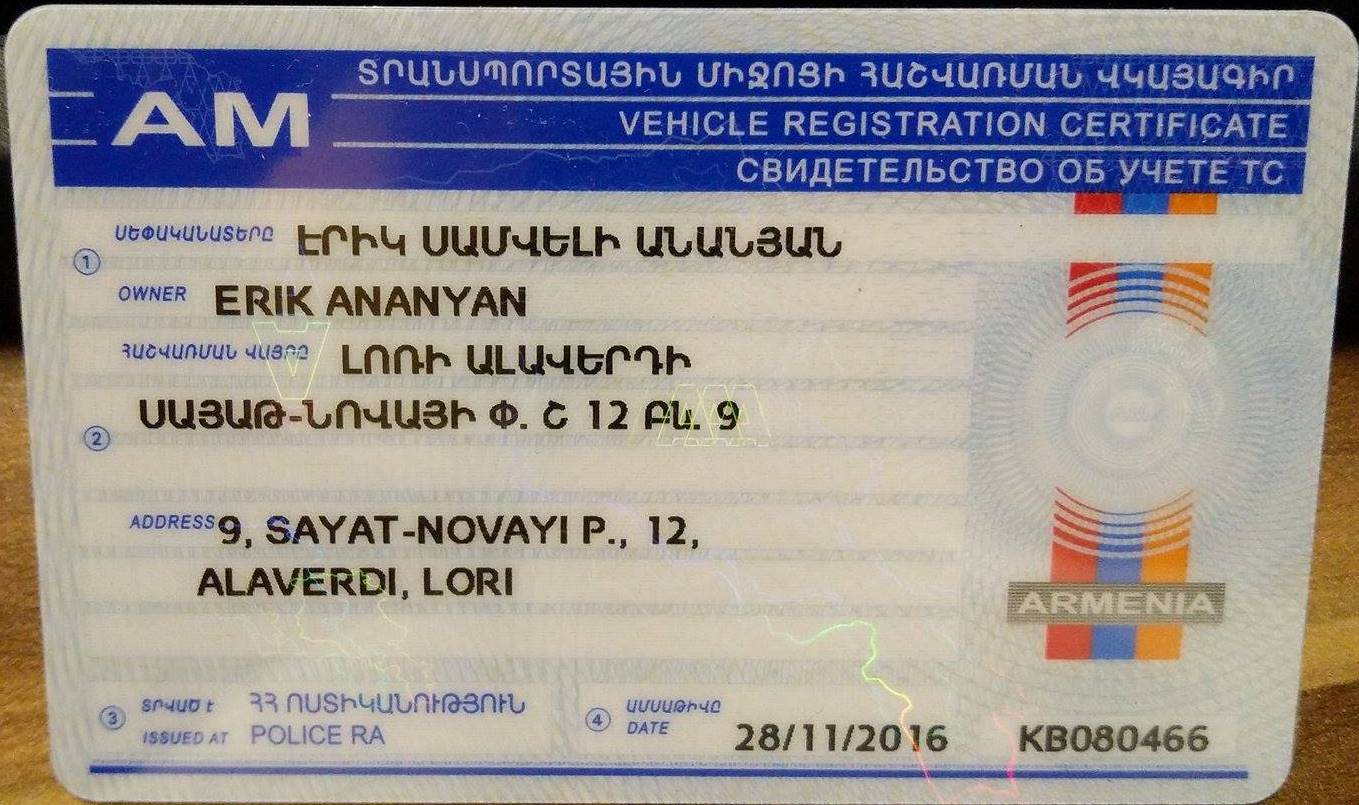 AM
ՏՐԱՆՍՊՈՐՏԱՅԻՆ ՄԻՋՈՑԻ ՀԱՇՎԱՌՄԱՆ ՎԿԱՅԱԳԻՐ
VEHICLE REGISTRATION CERTIFICATE
СВИДЕТЕЛЬСТВО ОБ УЧЕТЕ ТС
1 ՍԵՓԱԿԱՆԱՏԵՐԸ ԷՐԻԿ ՍԱՄՎԵԼԻ ԱՆԱՆՅԱՆ
OWNER ERIK ANANYAN
ՀԱՇՎԱՌՄԱՆ ՎԱՅՐԸ ԼՈՌԻ ԱԼԱՎԵՐԴԻ
2 ՍԱՅԱԹ-ՆՈՎԱՅԻ Փ. Շ 12 ԲՆ. 9
ADDRESS 9, SAYAT-NOVAYI P., 12,
ALAVERDI, LORI
ARMENIA
3 ՏՐՎԱԾ Է ՀՀ ՈՍՏԻԿԱՆՈՒԹՅՈՒՆ
ISSUED AT POLICE RA
4 ԱՄՍԱԹԻՎԸ
DATE 28/11/2016
KB080466